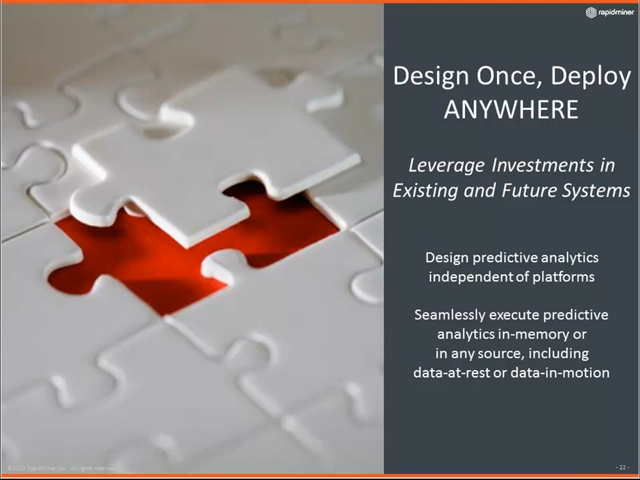 rapidminer
Design Once, Deploy
ANYWHERE
Leverage Investments in
Existing and Future Systems
Design predictive analytics
independent of platforms
Seamlessly execute predictive
analytics in-memory or
in any source, including
data-at-rest or data-in-motion
- 22 -